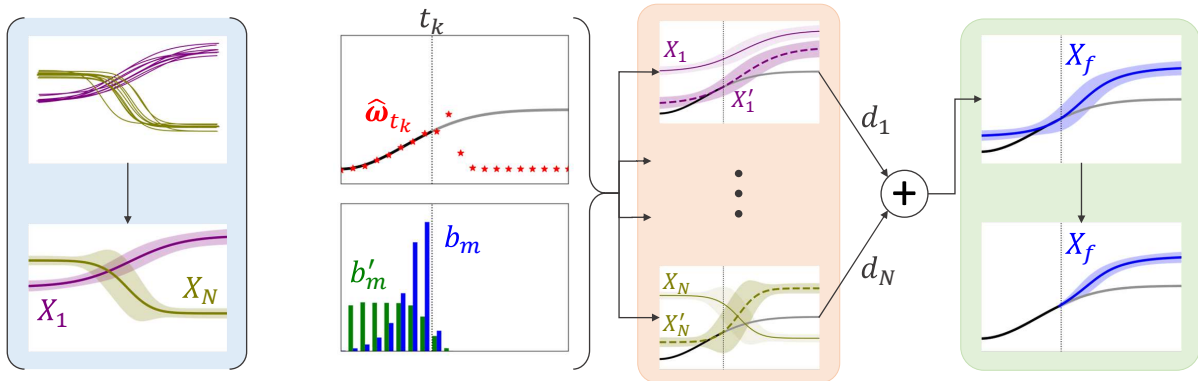 X_1
X_N
t_k
ω̂_{t_k}
b_m
b'_m
X_1
X'_1
X_N
X'_N
d_1
d_N
+
X_f
X_f